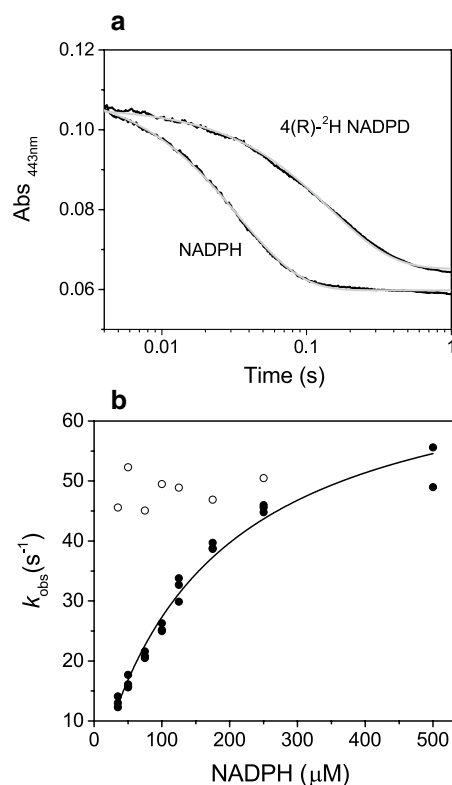 a
0.12
0.10
0.08
0.06
Abs 443nm
4(R)-²H NADPD
NADPH
0.01
0.1
1
Time (s)
b
60
50
40
30
20
10
k obs (s⁻¹)
0
100
200
300
400
500
NADPH (μM)